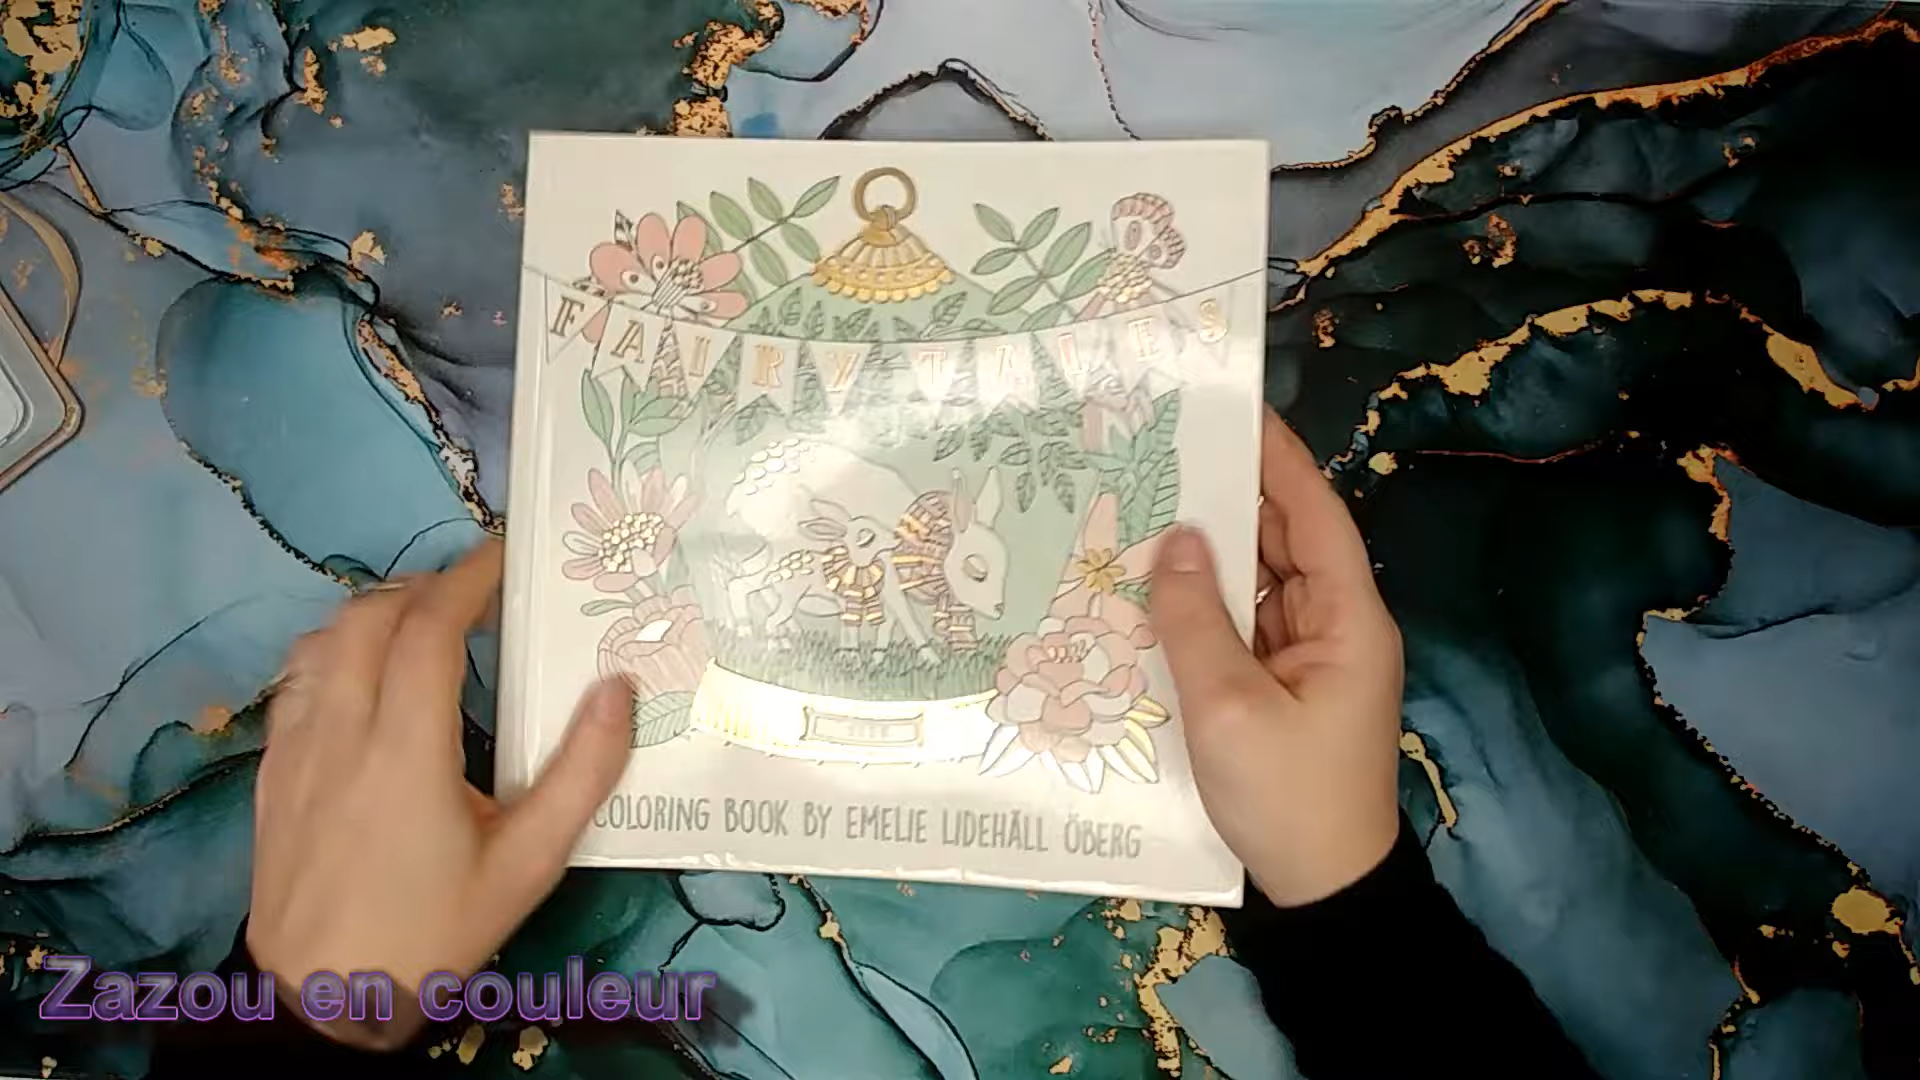 FAIRY TALES
COLORING BOOK BY EMELIE LIDEHÄLL ÖBERG
Zazou en couleur